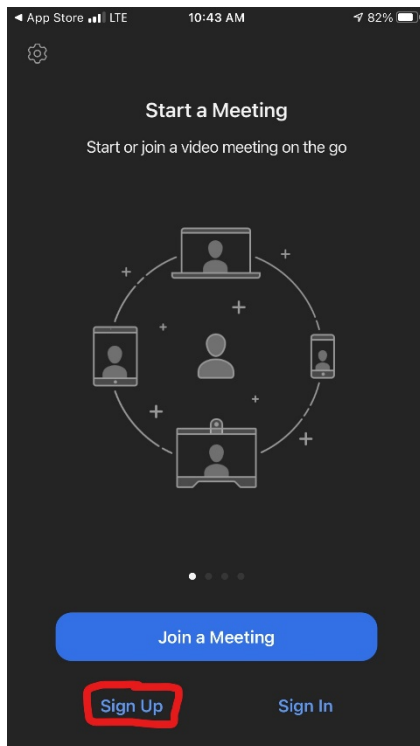 App Store LTE 10:43 AM 82%
Start a Meeting
Start or join a video meeting on the go
Join a Meeting
Sign Up Sign In